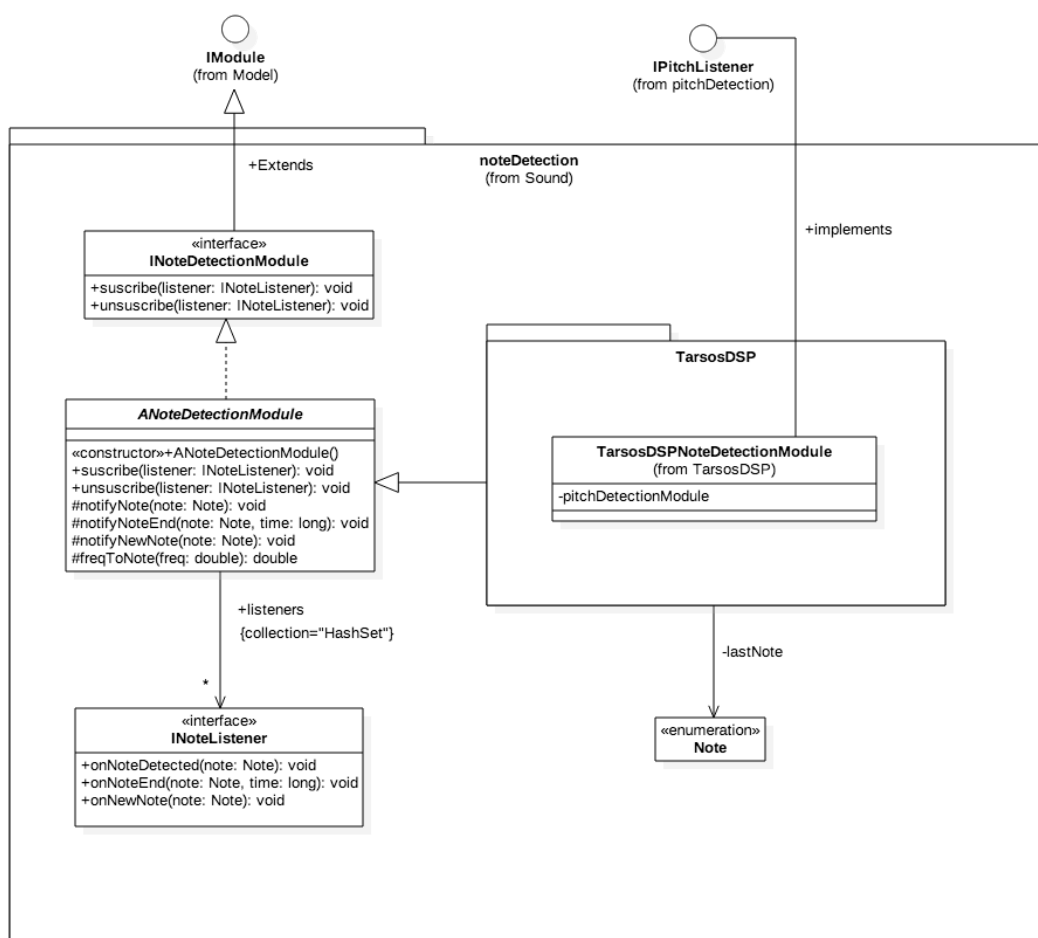 IModule
(from Model)
IPitchListener
(from pitchDetection)
noteDetection
(from Sound)
+Extends
+implements
«interface»
INoteDetectionModule
+suscribe(listener: INoteListener): void
+unsuscribe(listener: INoteListener): void
ANoteDetectionModule
«constructor»+ANoteDetectionModule()
+suscribe(listener: INoteListener): void
+unsuscribe(listener: INoteListener): void
#notifyNote(note: Note): void
#notifyNoteEnd(note: Note, time: long): void
#notifyNewNote(note: Note): void
#freqToNote(freq: double): double
TarsosDSP
TarsosDSPNoteDetectionModule
(from TarsosDSP)
-pitchDetectionModule
+listeners
{collection="HashSet"}
*
-lastNote
«interface»
INoteListener
+onNoteDetected(note: Note): void
+onNoteEnd(note: Note, time: long): void
+onNewNote(note: Note): void
«enumeration»
Note